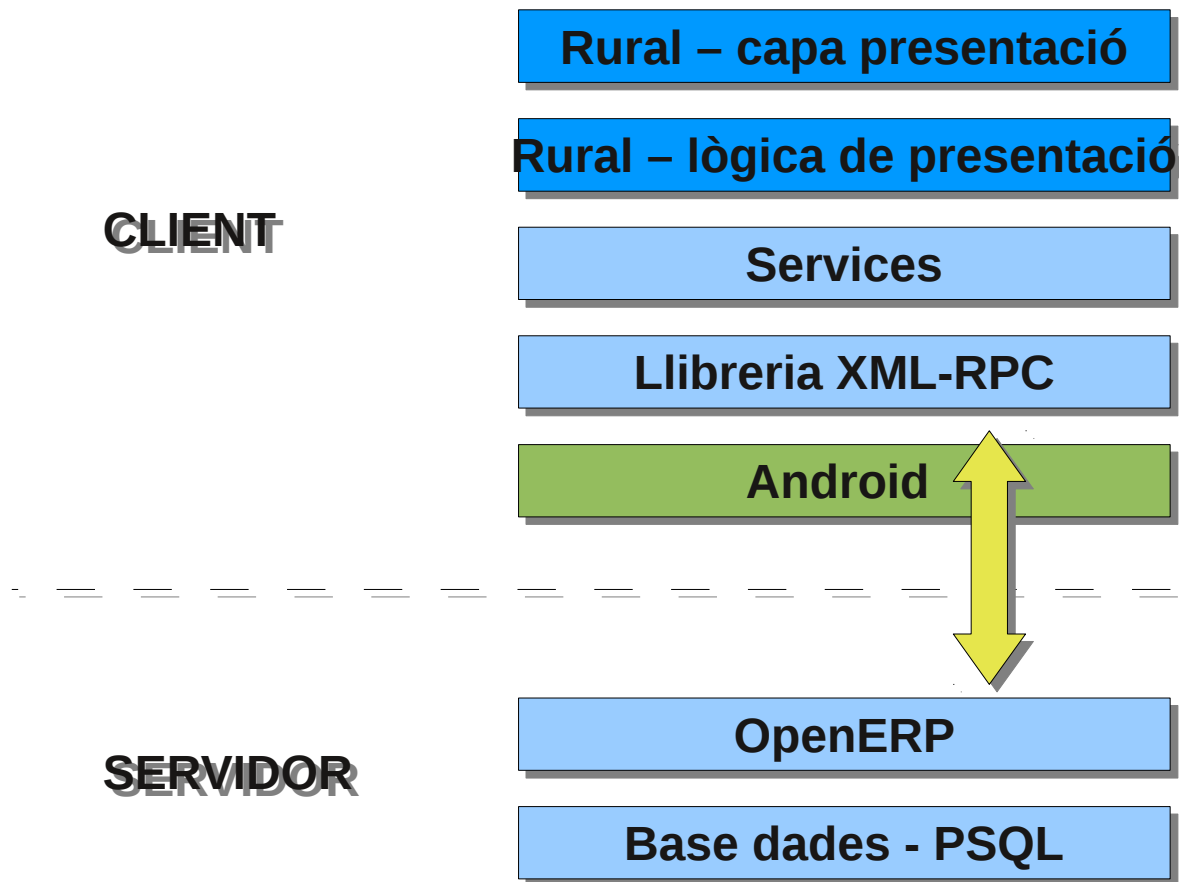 Rural – capa presentació
Rural – lògica de presentació
CLIENT
Services
Llibreria XML-RPC
Android
OpenERP
SERVIDOR
Base dades - PSQL